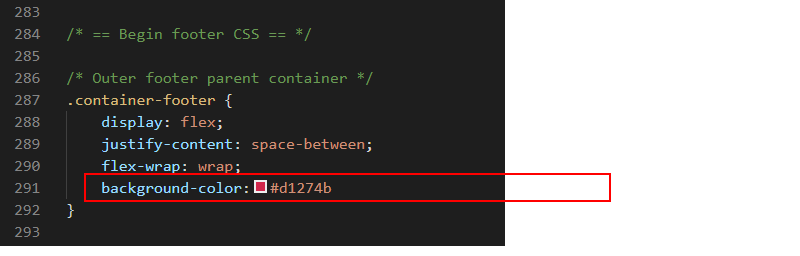 283
284 /* == Begin footer CSS == */
285
286 /* Outer footer parent container */
287 .container-footer {
288 display: flex;
289 justify-content: space-between;
290 flex-wrap: wrap;
291 background-color: #d1274b
292 }
293